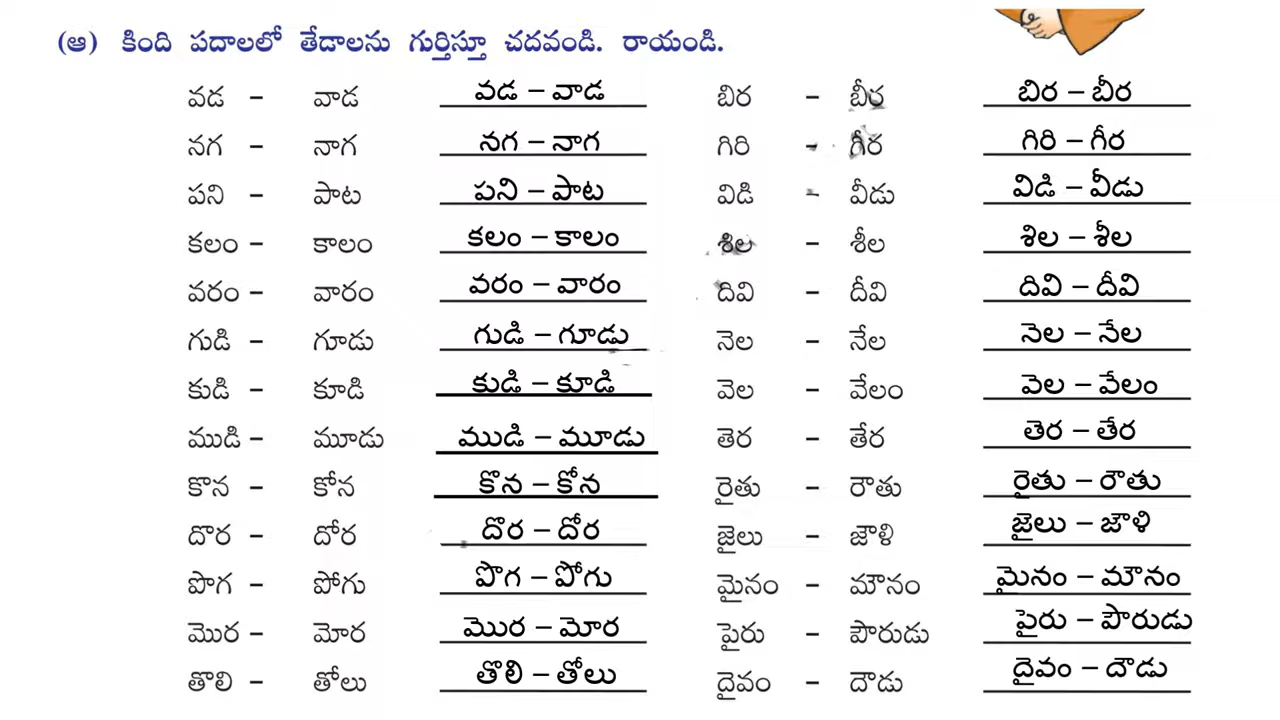 (ఆ) కింది పదాలలో తేడాలను గుర్తిస్తూ చదవండి. రాయండి.
వడ – వాడ వడ – వాడ బిర – బీర బిర – బీర
నగ – నాగ నగ – నాగ గిరి – గీర గిరి – గీర
పని – పాట పని – పాట విడి – వీడు విడి – వీడు
కలం – కాలం కలం – కాలం శిల – శీల శిల – శీల
వరం – వారం వరం – వారం దివి – దీవి దివి – దీవి
గుడి – గూడు గుడి – గూడు నెల – నేల నెల – నేల
కుడి – కూడి కుడి – కూడి వెల – వేలం వెల – వేలం
ముడి – మూడు ముడి – మూడు తెర – తేర తెర – తేర
కొన – కోన కొన – కోన రైతు – రౌతు రైతు – రౌతు
దొర – దోర దొర – దోర జైలు – జౌళి జైలు – జౌళి
పొగ – పోగు పొగ – పోగు మైనం – మౌనం మైనం – మౌనం
మొర – మోర మొర – మోర పైరు – పౌరుడు పైరు – పౌరుడు
తొలి – తోలు తొలి – తోలు దైవం – దౌడు దైవం – దౌడు